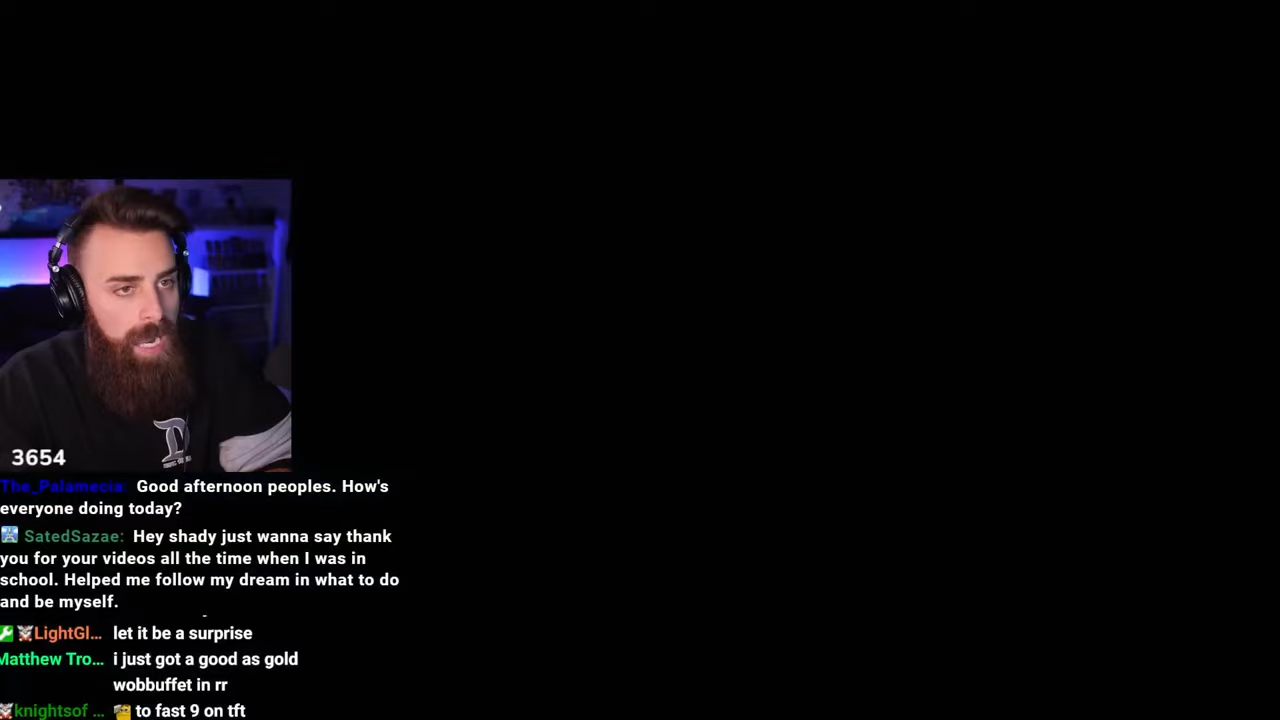 3654
The_Palamecia: Good afternoon peoples. How's
everyone doing today?
SatedSazae: Hey shady just wanna say thank
you for your videos all the time when I was in
school. Helped me follow my dream in what to do
and be myself.
LightGl... let it be a surprise
Matthew Tro... i just got a good as gold
wobbuffet in rr
knightsof ... to fast 9 on tft